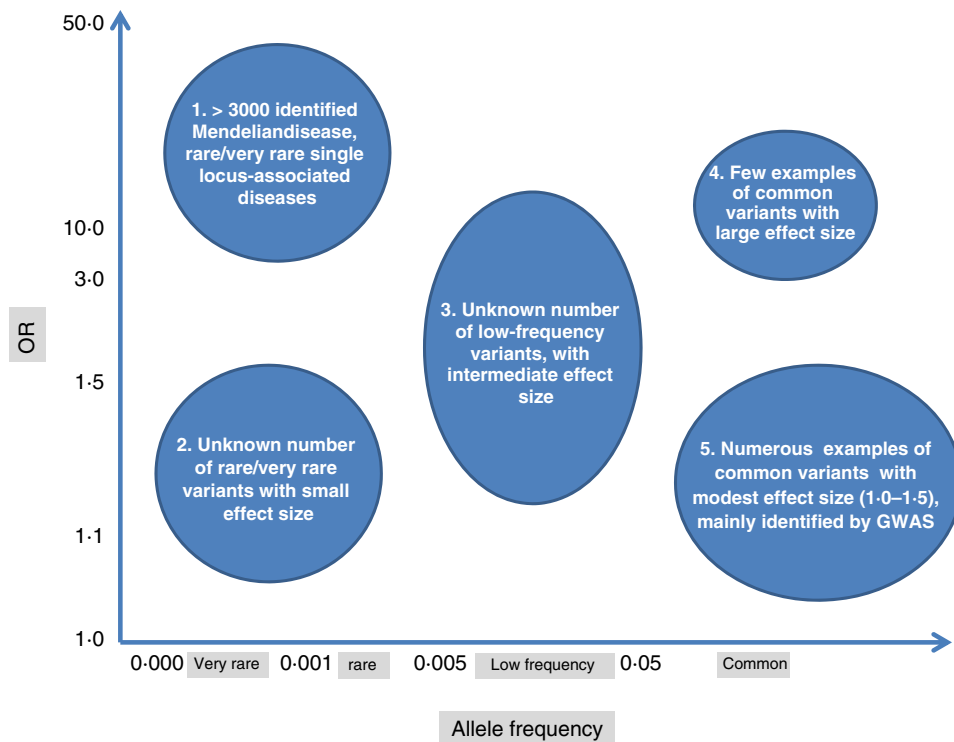 50·0
10·0
3·0
OR
1·5
1·1
1·0
1. > 3000 identified
Mendeliandisease,
rare/very rare single
locus-associated
diseases
4. Few examples
of common
variants with
large effect size
3. Unknown number
of low-frequency
variants, with
intermediate effect
size
2. Unknown number
of rare/very rare
variants with small
effect size
5. Numerous examples of
common variants with
modest effect size (1·0–1·5),
mainly identified by GWAS
0·000 Very rare 0·001 rare 0·005 Low frequency 0·05 Common
Allele frequency